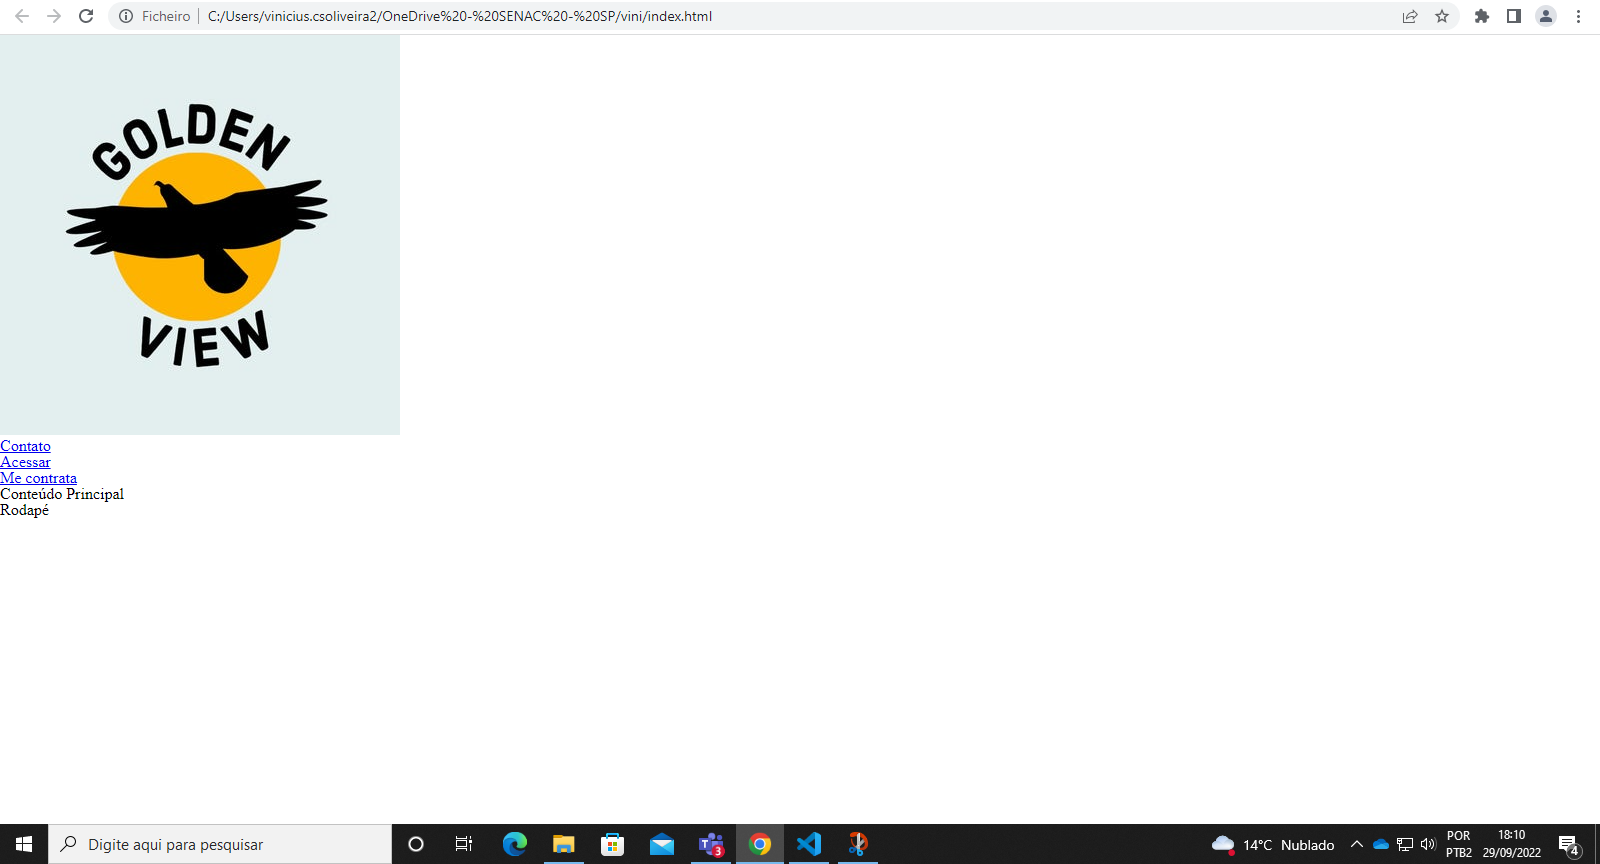 Ficheiro | C:/Users/vinicius.csoliveira2/OneDrive%20-%20SENAC%20-%20SP/vini/index.html
GOLDEN
VIEW
Contato
Acessar
Me contrata
Conteúdo Principal
Rodapé
Digite aqui para pesquisar
3
14°C Nublado
POR
PTB2
18:10
29/09/2022
4